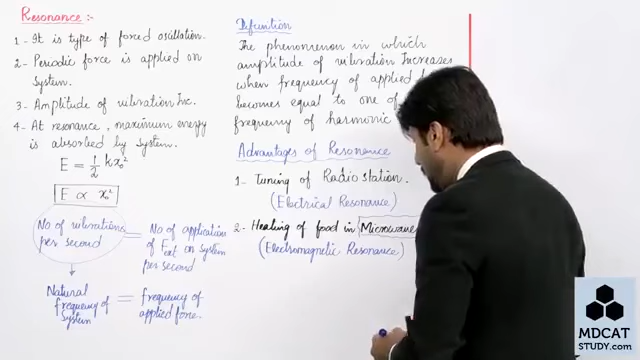 Resonance :-
1 - It is type of forced oscillation.
2 - Periodic force is applied on
System.
3 - Amplitude of vibration Inc.
4 - At resonance, maximum energy
is absorbed by System.
E = 1/2 kx₀²
E ∝ x₀²
No of vibrations
per second
= No of application
of Fext on system
per second
Natural
frequency of
System
= frequency of
applied force.
Definition
The phenomenon in which
amplitude of vibration Increases
when frequency of applied
becomes equal to one of
frequency of harmonic
Advantages of Resonance
1 - Tuning of Radio Station.
(Electrical Resonance)
2 - Heating of food in Microwave
(Electromagnetic Resonance)
MDCAT
STUDY.com